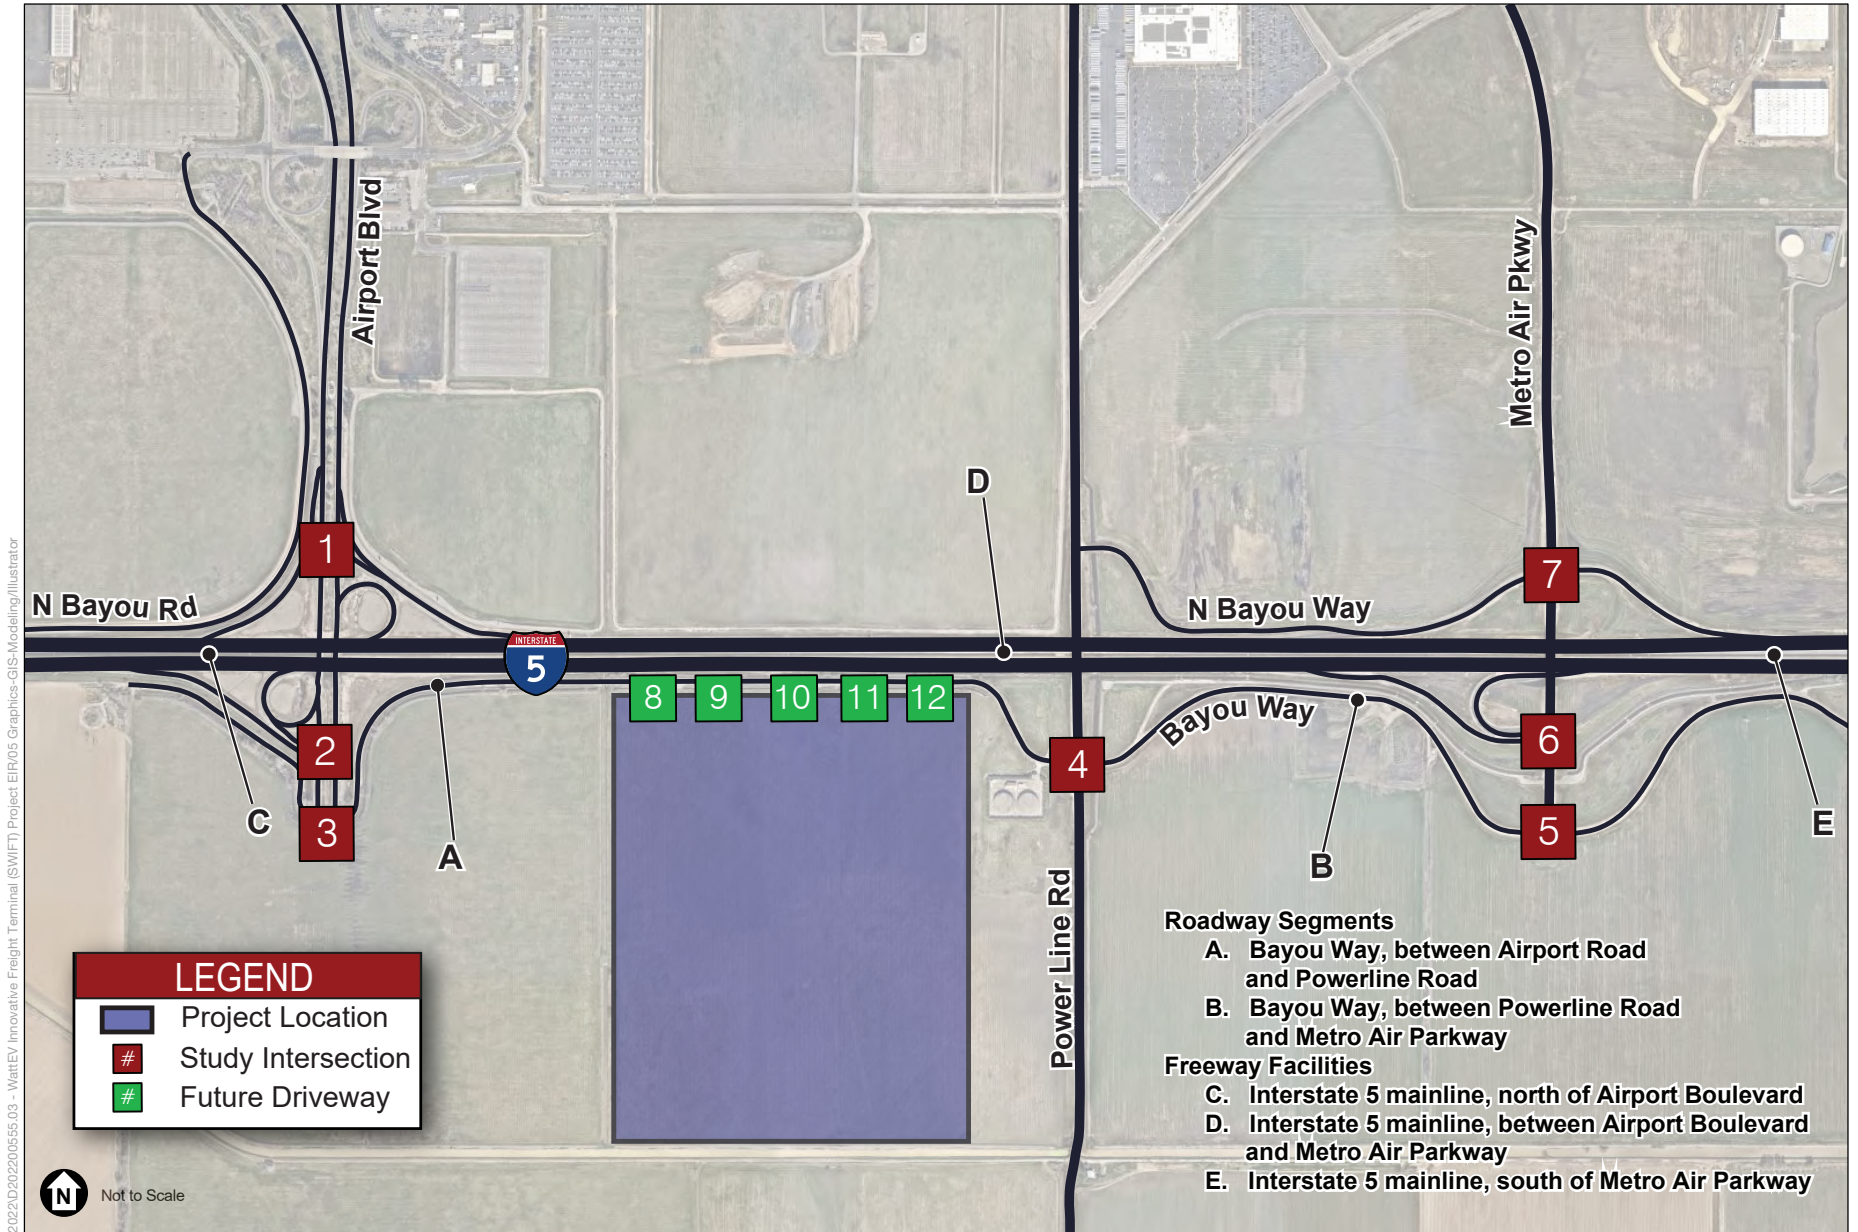 Airport Blvd
Metro Air Pkwy
D
1
7
N Bayou Rd
N Bayou Way
INTERSTATE
5
8
9
10
11
12
Bayou Way
2
4
6
C
3
A
B
5
E
Power Line Rd
Roadway Segments
A. Bayou Way, between Airport Road
and Powerline Road
B. Bayou Way, between Powerline Road
and Metro Air Parkway
Freeway Facilities
C. Interstate 5 mainline, north of Airport Boulevard
D. Interstate 5 mainline, between Airport Boulevard
and Metro Air Parkway
E. Interstate 5 mainline, south of Metro Air Parkway
LEGEND
Project Location
# Study Intersection
# Future Driveway
N
Not to Scale
2022\D202200555.03 - WattEV Innovative Freight Terminal (SWIFT) Project EIR/05 Graphics-GIS-Modeling/Illustrator